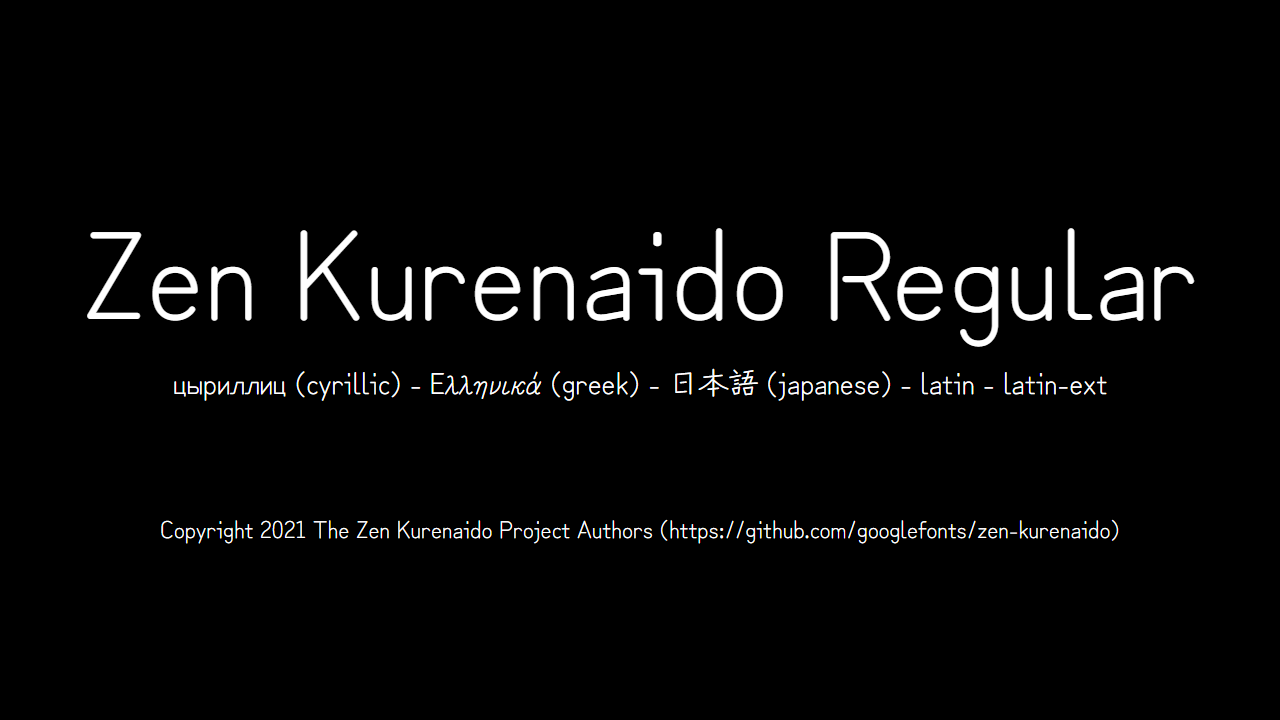 Zen Kurenaido Regular
цыриллиц (cyrillic) - Ελληνικά (greek) - 日本語 (japanese) - latin - latin-ext
Copyright 2021 The Zen Kurenaido Project Authors (https://github.com/googlefonts/zen-kurenaido)